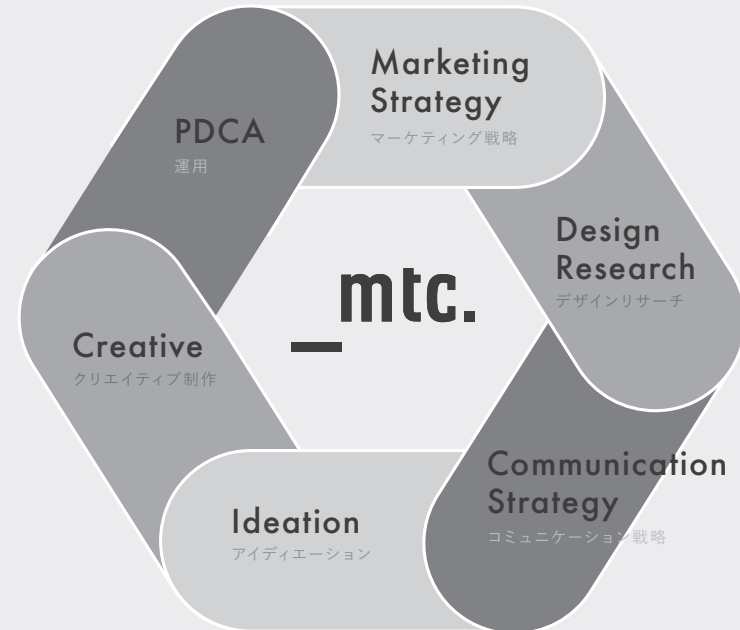 Marketing
Strategy
マーケティング戦略
PDCA
運用
Design
Research
デザインリサーチ
_mtc.
Creative
クリエイティブ制作
Communication
Strategy
コミュニケーション戦略
Ideation
アイディエーション